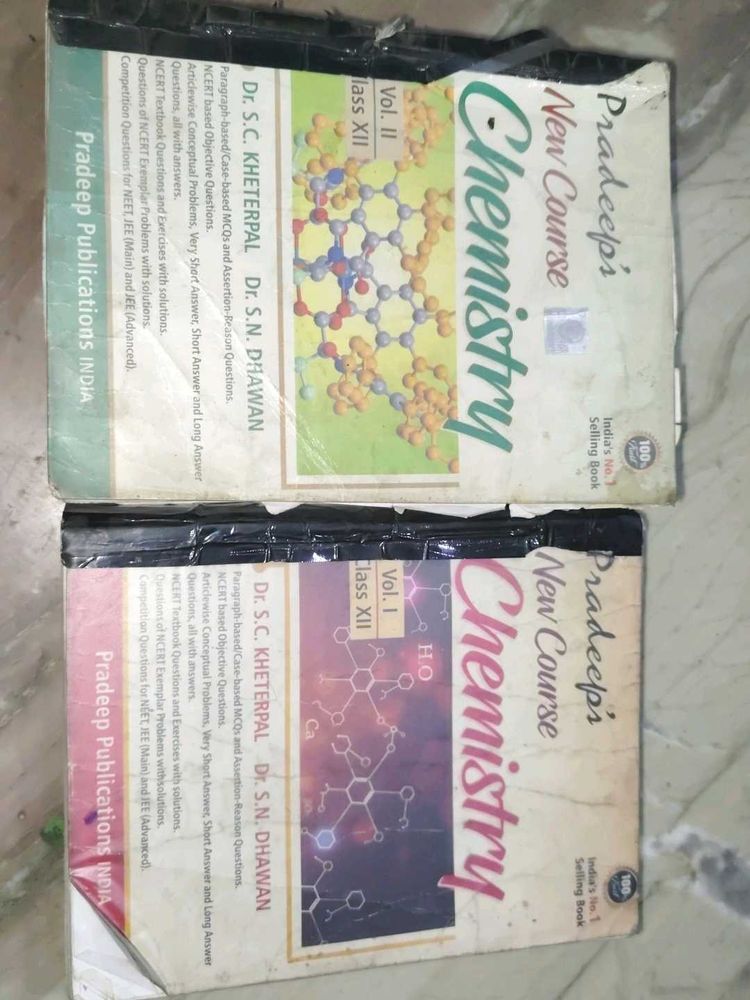 Pradeep's
New Course
Chemistry
India's No.1
Selling Book
100%
Vol. II
lass XII
Dr. S.C. KHETERPAL Dr. S.N. DHAWAN
Paragraph-based/Case-based MCQs and Assertion-Reason Questions.
NCERT based Objective Questions.
Articlewise Conceptual Problems, Very Short Answer, Short Answer and Long Answer
Questions, all with answers.
NCERT Textbook Questions and Exercises with solutions.
Questions of NCERT Exemplar Problems with solutions.
Competition Questions for NEET, JEE (Main) and JEE (Advanced).
Pradeep Publications INDIA
Pradeep's
New Course
Chemistry
India's No.1
Selling Book
100%
Vol. I
Class XII
H2O
Ca
Dr. S.C. KHETERPAL Dr. S.N. DHAWAN
Paragraph-based/Case-based MCQs and Assertion-Reason Questions.
NCERT based Objective Questions.
Articlewise Conceptual Problems, Very Short Answer, Short Answer and Long Answer
Questions, all with answers.
NCERT Textbook Questions and Exercises with solutions.
Questions of NCERT Exemplar Problems with solutions.
Competition Questions for NEET, JEE (Main) and JEE (Advanced).
Pradeep Publications INDIA